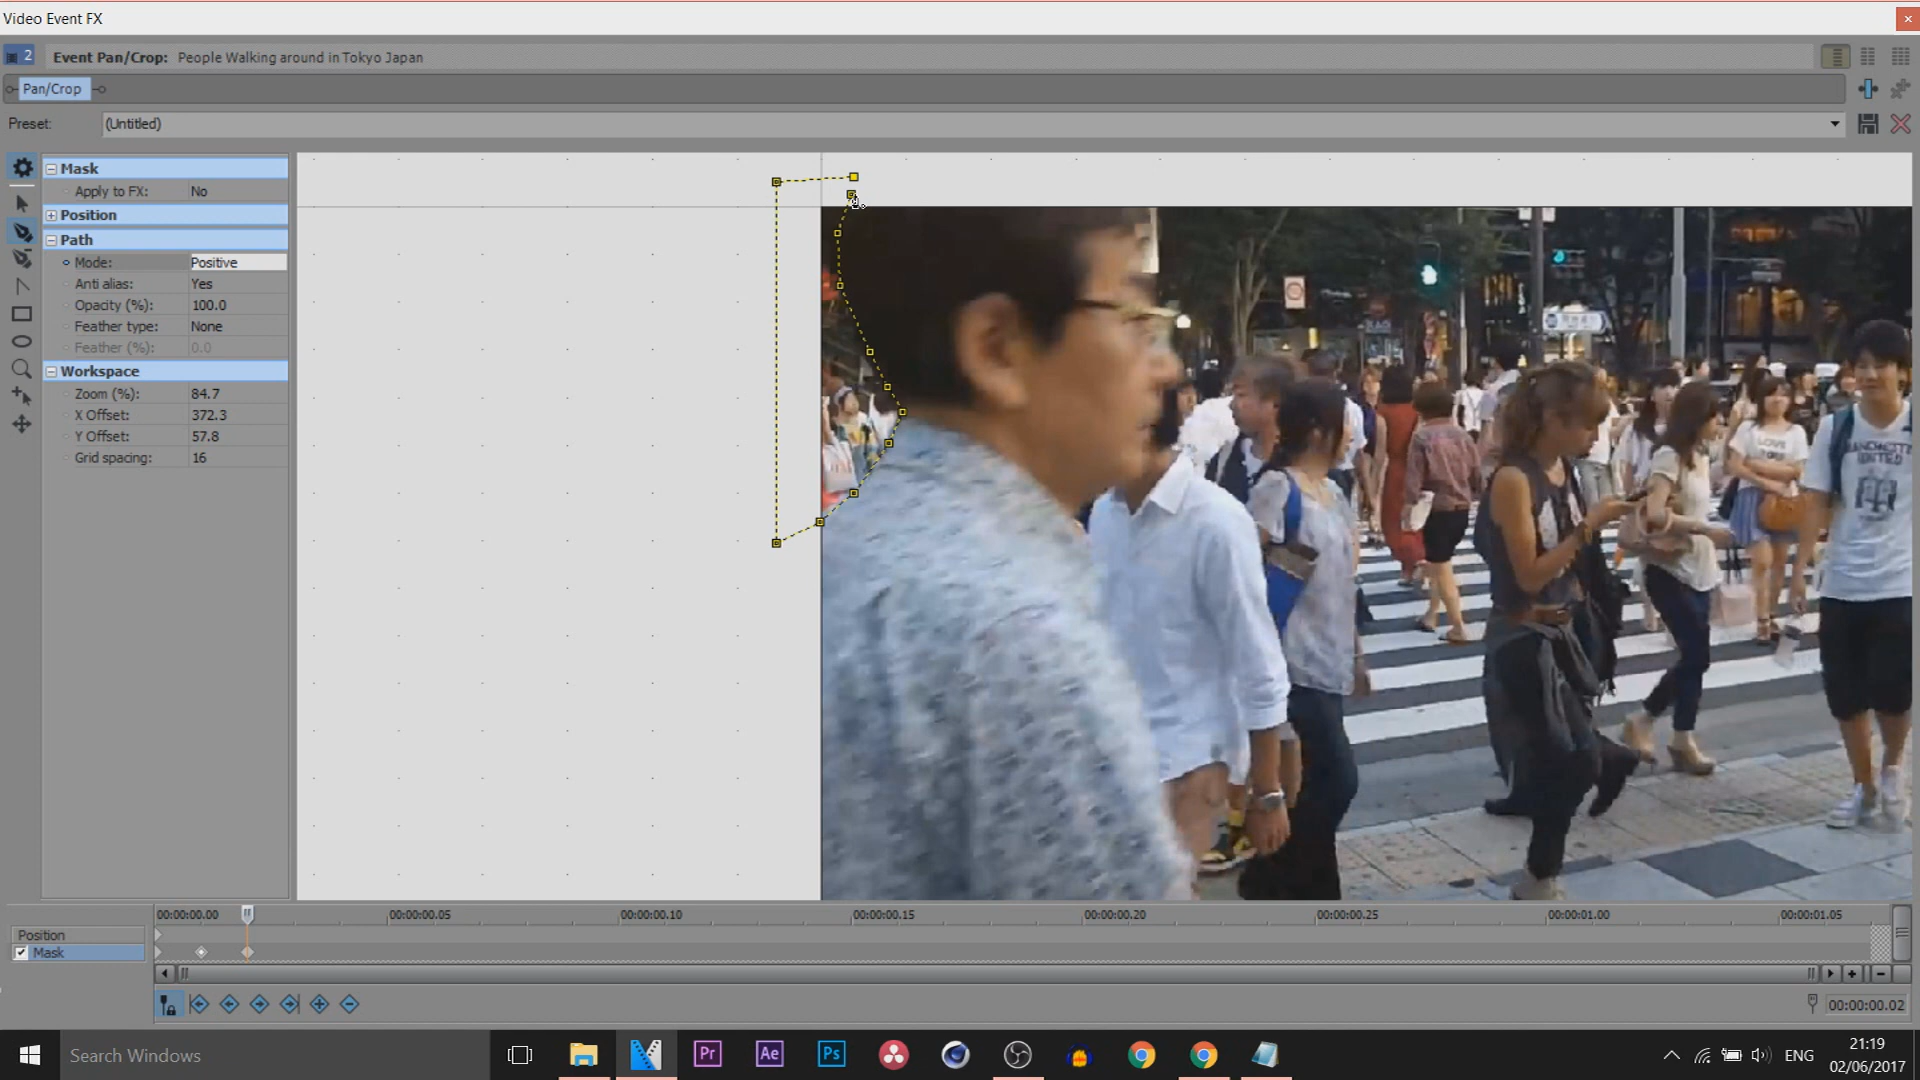 Video Event FX
2 Event Pan/Crop: People Walking around in Tokyo Japan
Pan/Crop
Preset: (Untitled)
Mask
Apply to FX: No
Position
Path
Mode: Positive
Anti alias: Yes
Opacity (%): 100.0
Feather type: None
Feather (%): 0.0
Workspace
Zoom (%): 84.7
X Offset: 372.3
Y Offset: 57.8
Grid spacing: 16
LOVE
MANCHESTER
UNITED
00:00:00.00 00:00:00.05 00:00:00.10 00:00:00.15 00:00:00.20 00:00:00.25 00:00:01.00 00:00:01.05
Position
Mask
00:00:00.02
Search Windows
Pr
Ae
Ps
ENG
21:19
02/06/2017